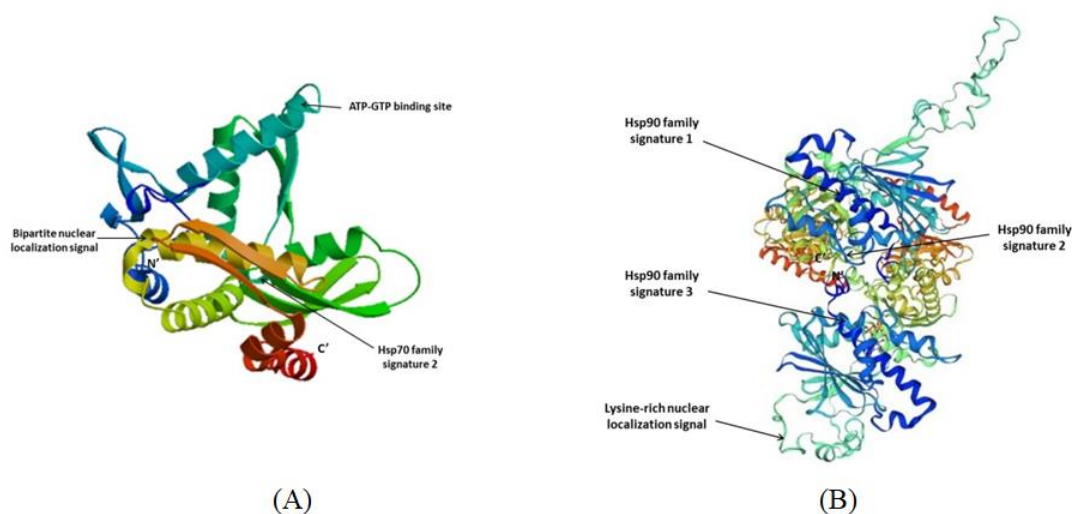 ATP-GTP binding site
Bipartite nuclear
localization signal
N'
C'
Hsp70 family
signature 2
(A)
Hsp90 family
signature 1
Hsp90 family
signature 2
C'
N'
Hsp90 family
signature 3
Lysine-rich nuclear
localization signal
(B)